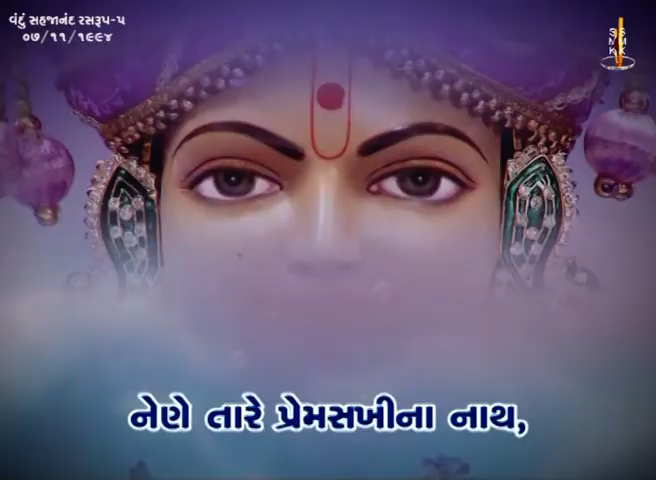 વંદું સહજાનંદ રસરૂપ-૫
૦૭/૧૧/૧૯૯૪
S S
M M
K K
નેણે તારે પ્રેમસખીના નાથ,